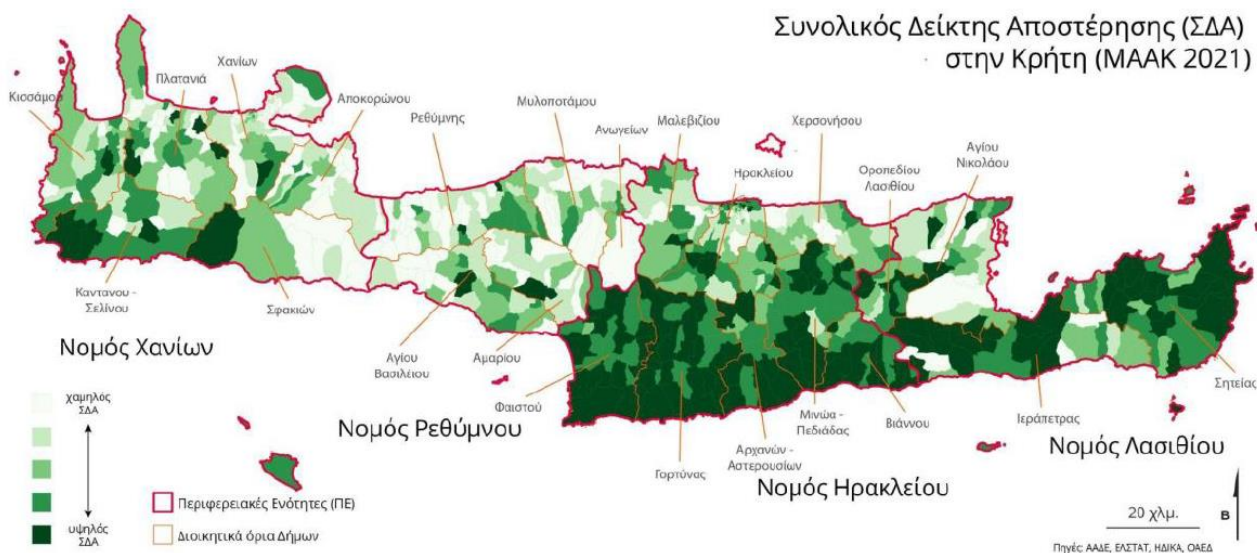 Συνολικός Δείκτης Αποστέρησης (ΣΔΑ)
στην Κρήτη (ΜΑΑΚ 2021)
Κισσάμου
Πλατανιά
Χανίων
Αποκορώνου
Ρεθύμνης
Μυλοποτάμου
Ανωγείων
Μαλεβιζίου
Ηρακλείου
Χερσονήσου
Οροπεδίου
Λασιθίου
Αγίου
Νικολάου
Καντανου -
Σελίνου
Σφακιών
Αγίου
Βασιλείου
Αμαρίου
Φαιστού
Γορτύνας
Αρχανών -
Αστερουσίων
Μινώα -
Πεδιάδας
Βιάννου
Ιεράπετρας
Σητείας
Νομός Χανίων
Νομός Ρεθύμνου
Νομός Ηρακλείου
Νομός Λασιθίου
χαμηλός
ΣΔΑ
υψηλός
ΣΔΑ
Περιφερειακές Ενότητες (ΠΕ)
Διοικητικά όρια Δήμων
20 χλμ.
Β
Πηγές: ΑΑΔΕ, ΕΛΣΤΑΤ, ΗΔΙΚΑ, ΟΑΕΔ